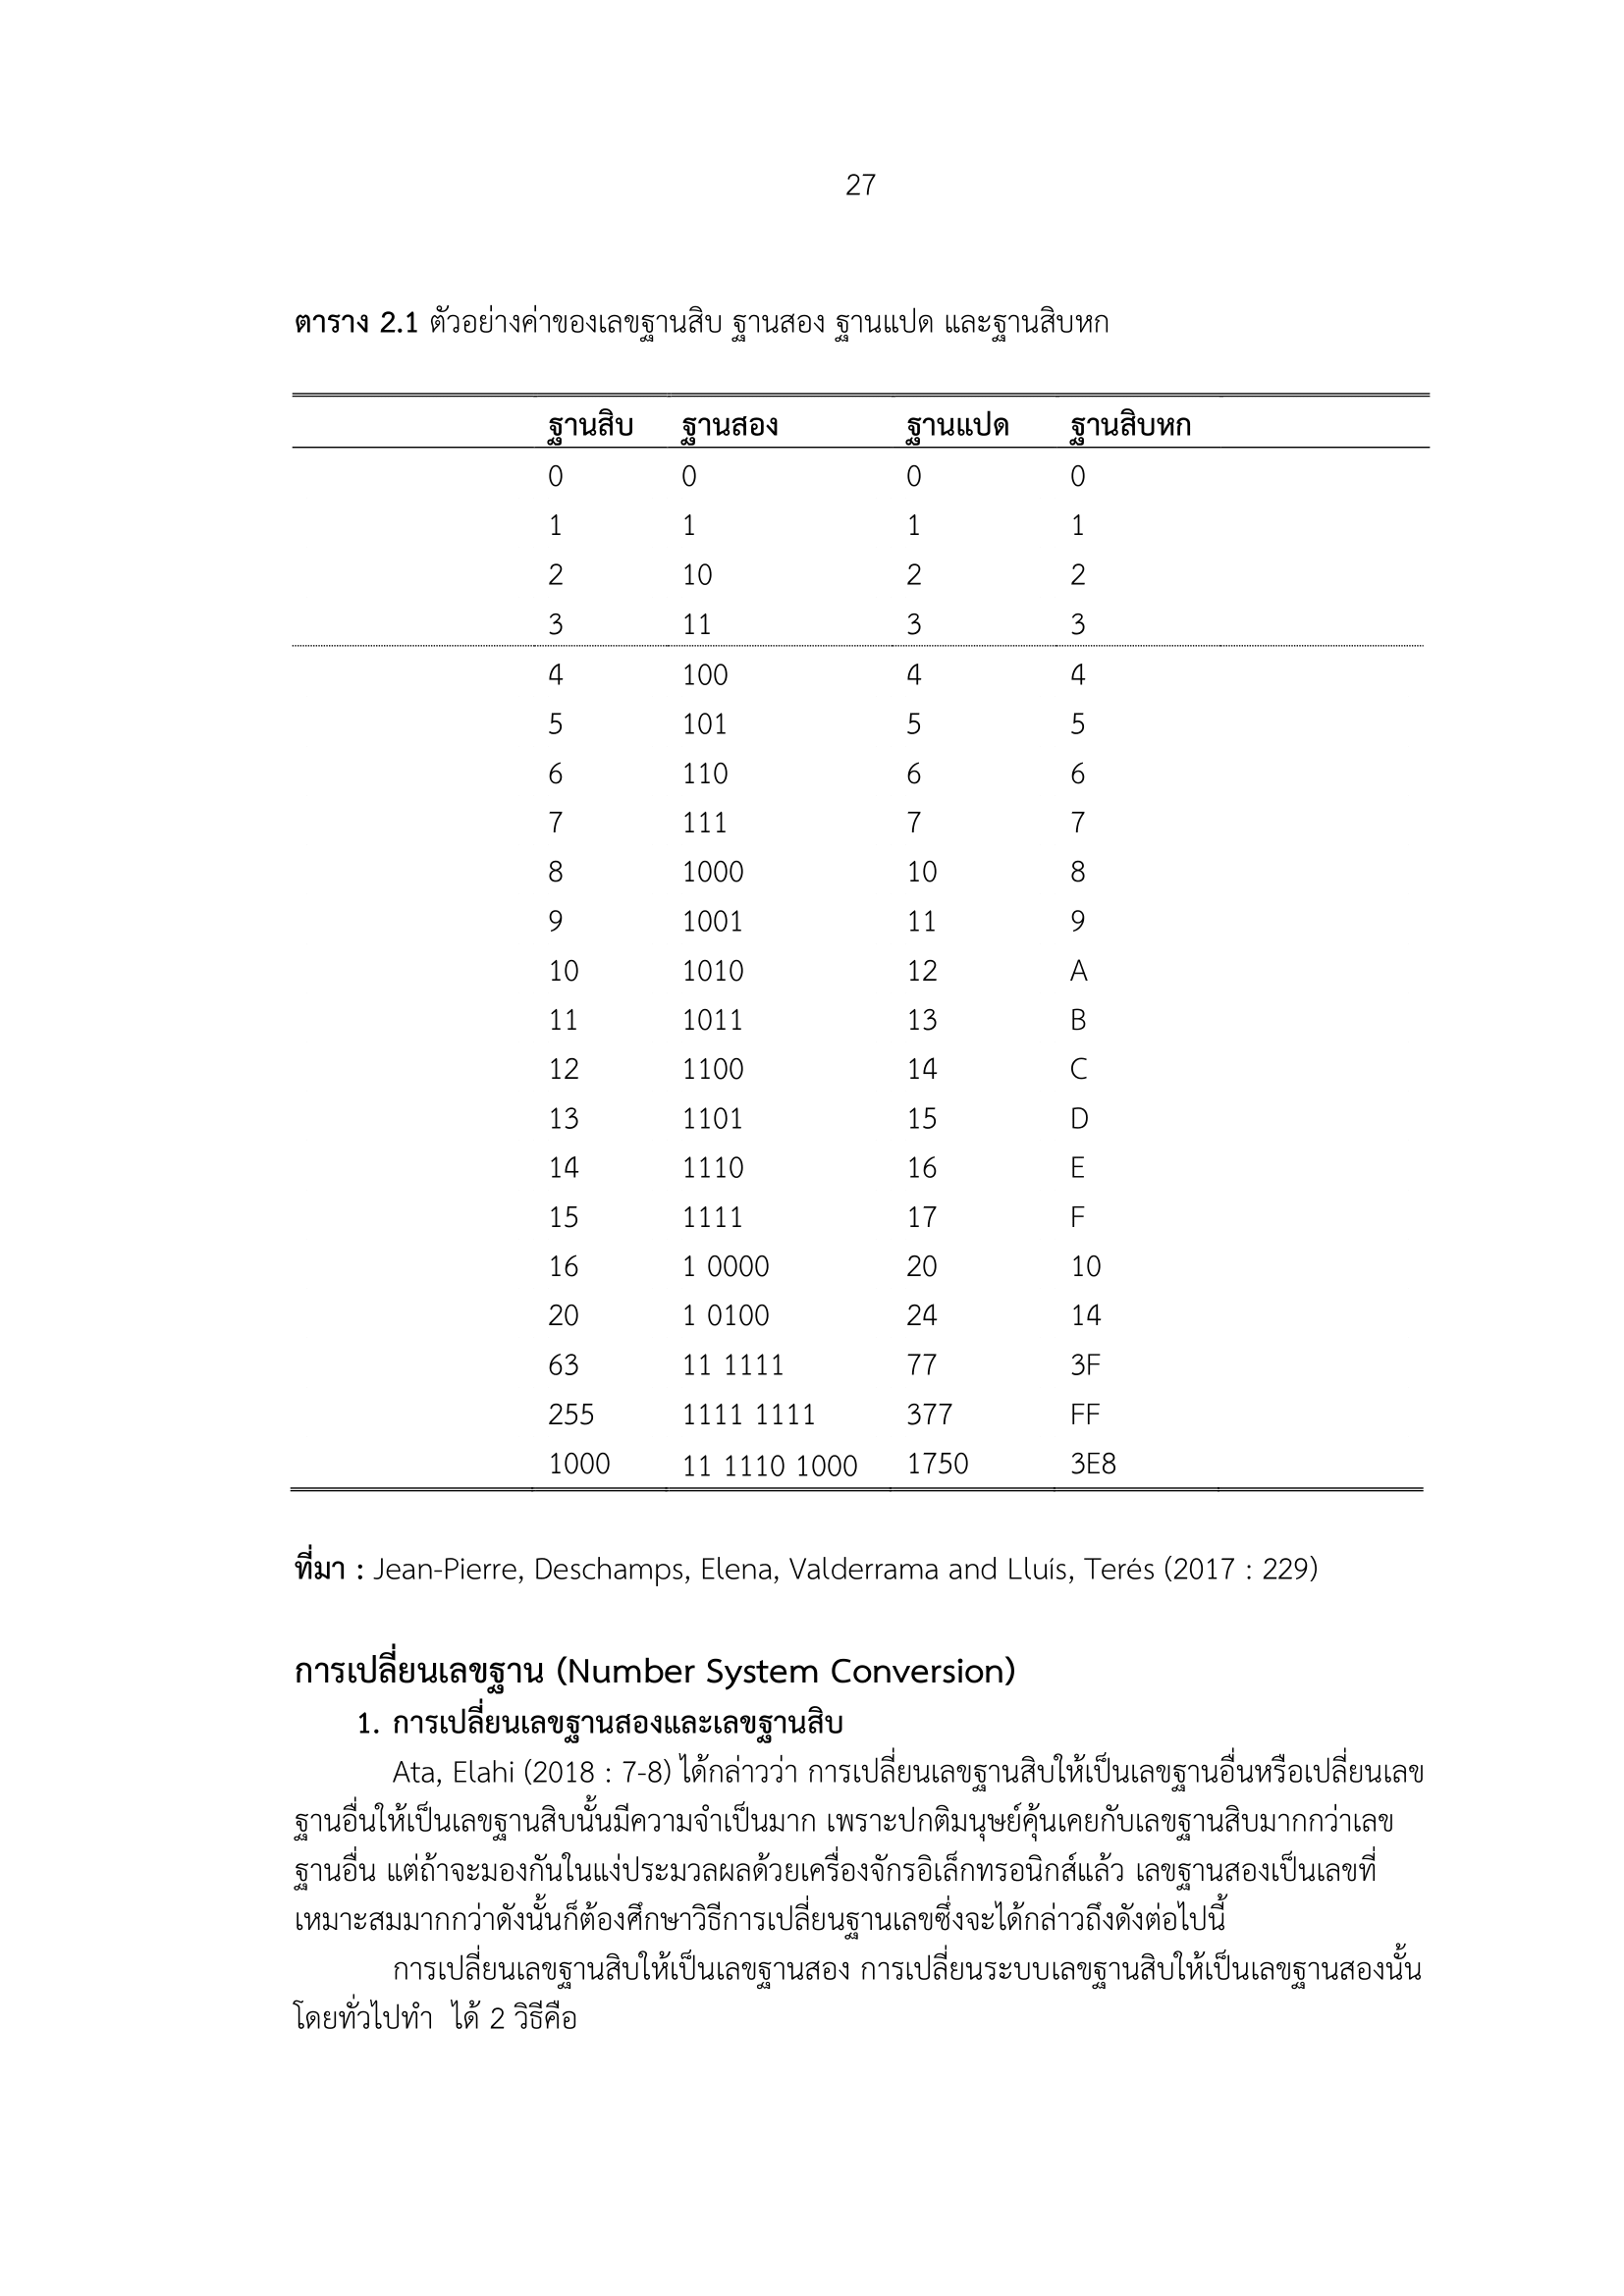 27
ตาราง 2.1 ตัวอย่างค่าของเลขฐานสิบ ฐานสอง ฐานแปด และฐานสิบหก
ฐานสิบ ฐานสอง ฐานแปด ฐานสิบหก
0 0 0 0
1 1 1 1
2 10 2 2
3 11 3 3
4 100 4 4
5 101 5 5
6 110 6 6
7 111 7 7
8 1000 10 8
9 1001 11 9
10 1010 12 A
11 1011 13 B
12 1100 14 C
13 1101 15 D
14 1110 16 E
15 1111 17 F
16 1 0000 20 10
20 1 0100 24 14
63 11 1111 77 3F
255 1111 1111 377 FF
1000 11 1110 1000 1750 3E8
ที่มา : Jean-Pierre, Deschamps, Elena, Valderrama and Lluís, Terés (2017 : 229)
การเปลี่ยนเลขฐาน (Number System Conversion)
1. การเปลี่ยนเลขฐานสองและเลขฐานสิบ
Ata, Elahi (2018 : 7-8) ได้กล่าวว่า การเปลี่ยนเลขฐานสิบให้เป็นเลขฐานอื่นหรือเปลี่ยนเลข
ฐานอื่นให้เป็นเลขฐานสิบนั้นมีความจำเป็นมาก เพราะปกติมนุษย์คุ้นเคยกับเลขฐานสิบมากกว่าเลข
ฐานอื่น แต่ถ้าจะมองกันในแง่ประมวลผลด้วยเครื่องจักรอิเล็กทรอนิกส์แล้ว เลขฐานสองเป็นเลขที่
เหมาะสมมากกว่าดังนั้นก็ต้องศึกษาวิธีการเปลี่ยนฐานเลขซึ่งจะได้กล่าวถึงดังต่อไปนี้
การเปลี่ยนเลขฐานสิบให้เป็นเลขฐานสอง การเปลี่ยนระบบเลขฐานสิบให้เป็นเลขฐานสองนั้น
โดยทั่วไปทำ ได้ 2 วิธีคือ